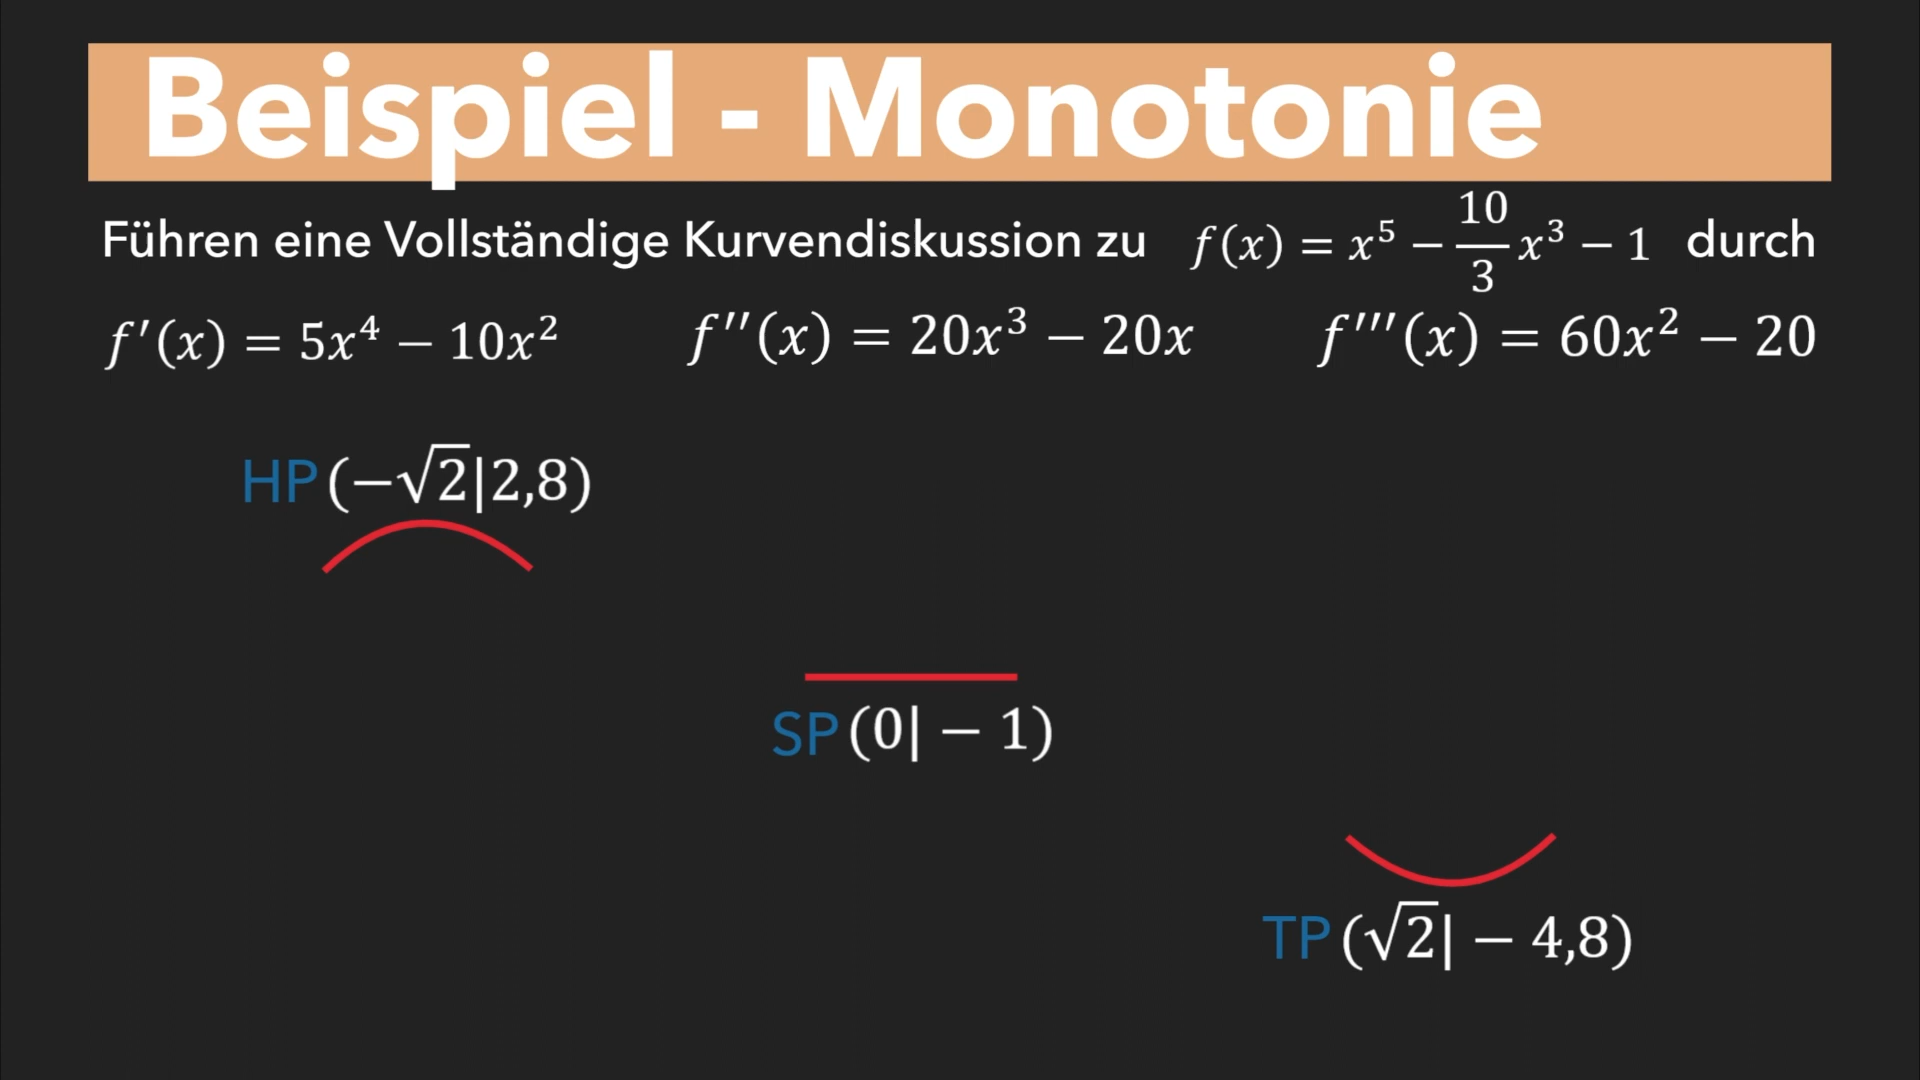 Beispiel - Monotonie
Führen eine Vollständige Kurvendiskussion zu f(x) = x⁵ − 10/3 x³ − 1 durch
f′(x) = 5x⁴ − 10x² f″(x) = 20x³ − 20x f‴(x) = 60x² − 20
HP (−√2|2,8)
SP (0| − 1)
TP (√2| − 4,8)